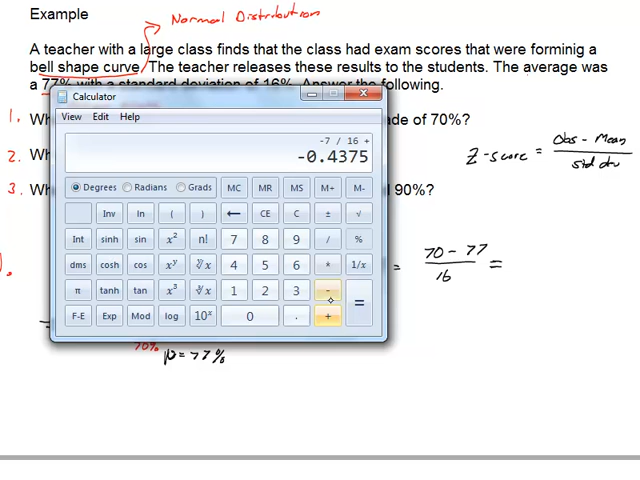 Example
Normal Distribution
A teacher with a large class finds that the class had exam scores that were forminig a
bell shape curve. The teacher releases these results to the students. The average was
a 77% with a standard deviation of 16%. Answer the following.
1. Wh ade of 70%?
2. Wh
3. Wh 90%?
Z-score = Obs - Mean
std dev
Calculator
View Edit Help
-7 / 16 +
-0.4375
Degrees Radians Grads MC MR MS M+ M-
Inv ln ( ) ← CE C ± √
Int sinh sin x² n! 7 8 9 / %
dms cosh cos xʸ ʸ√x 4 5 6 * 1/x
π tanh tan x³ ³√x 1 2 3 - =
F-E Exp Mod log 10ˣ 0 . +
= 70 - 77 =
16
=
70% μ=77%